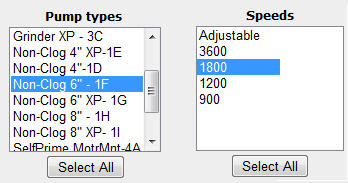 Pump types
Grinder XP - 3C
Non-Clog 4" XP-1E
Non-Clog 4"-1D
Non-Clog 6" - 1F
Non-Clog 6" XP- 1G
Non-Clog 8" - 1H
Non-Clog 8" XP- 1I
SelfPrime MotrMnt-4A
Select All
Speeds
Adjustable
3600
1800
1200
900
Select All